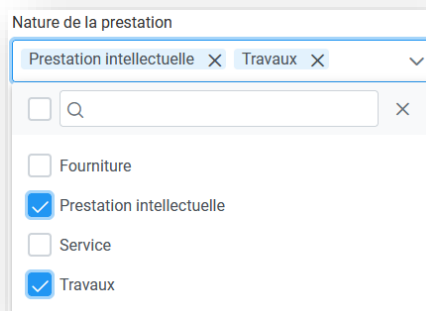 Nature de la prestation
Prestation intellectuelle Travaux
Fourniture
Prestation intellectuelle
Service
Travaux